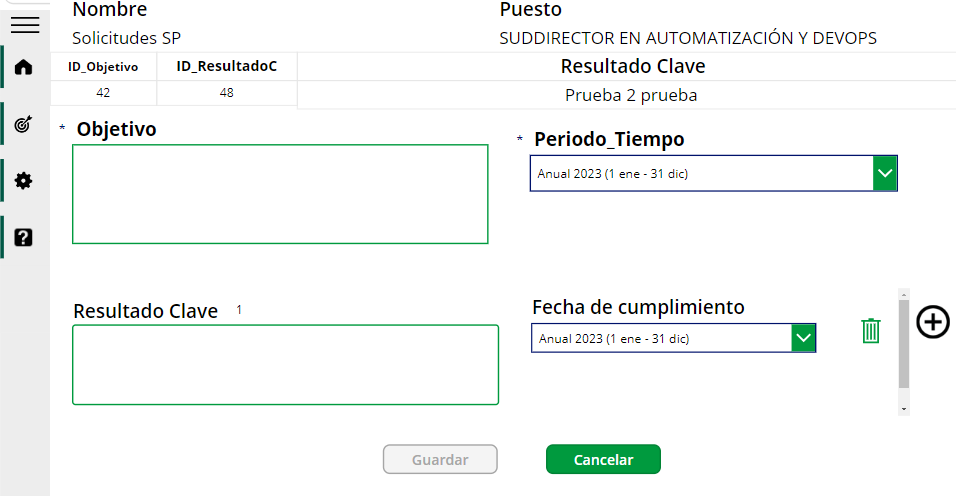 Nombre Puesto
Solicitudes SP SUDDIRECTOR EN AUTOMATIZACIÓN Y DEVOPS
ID_Objetivo ID_ResultadoC Resultado Clave
42 48 Prueba 2 prueba
* Objetivo * Periodo_Tiempo
Anual 2023 (1 ene - 31 dic)
Resultado Clave 1 Fecha de cumplimiento
Anual 2023 (1 ene - 31 dic)
Guardar Cancelar